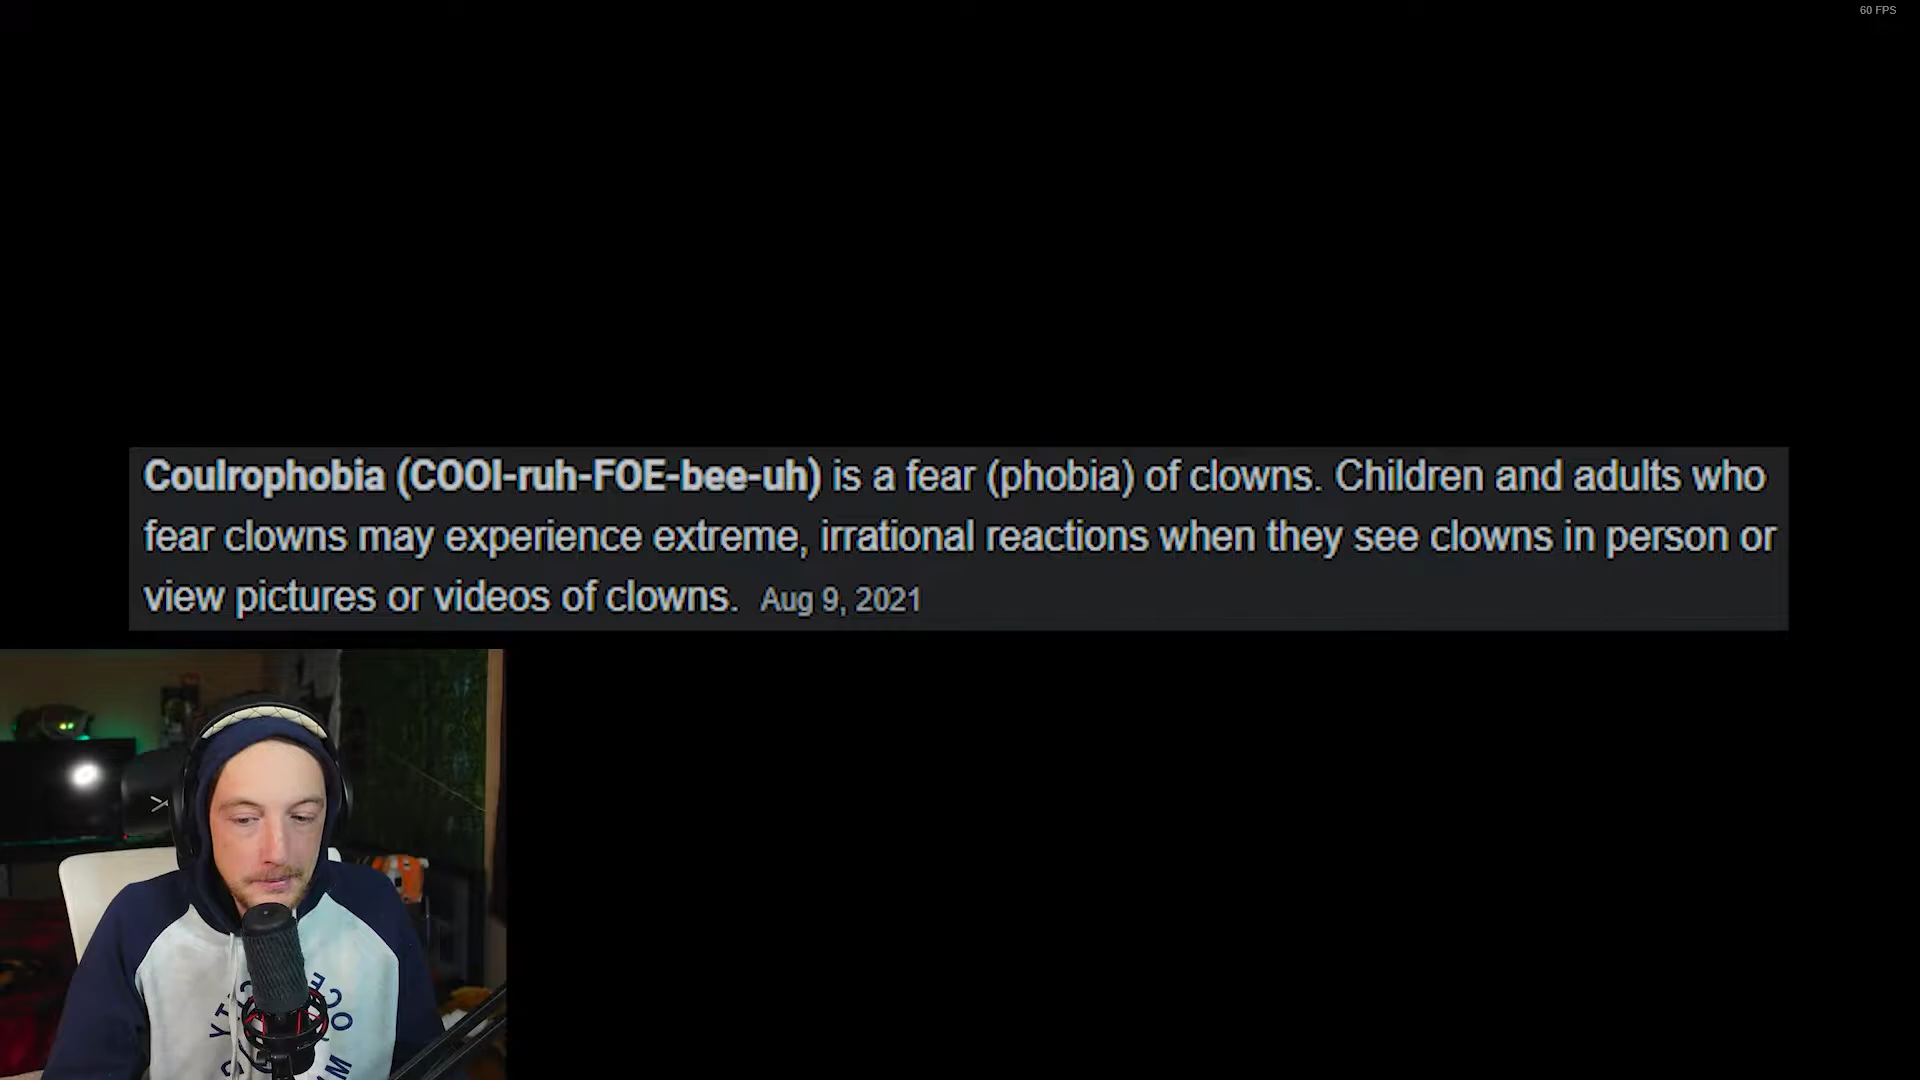 60 FPS
Coulrophobia (COOl-ruh-FOE-bee-uh) is a fear (phobia) of clowns. Children and adults who
fear clowns may experience extreme, irrational reactions when they see clowns in person or
view pictures or videos of clowns. Aug 9, 2021